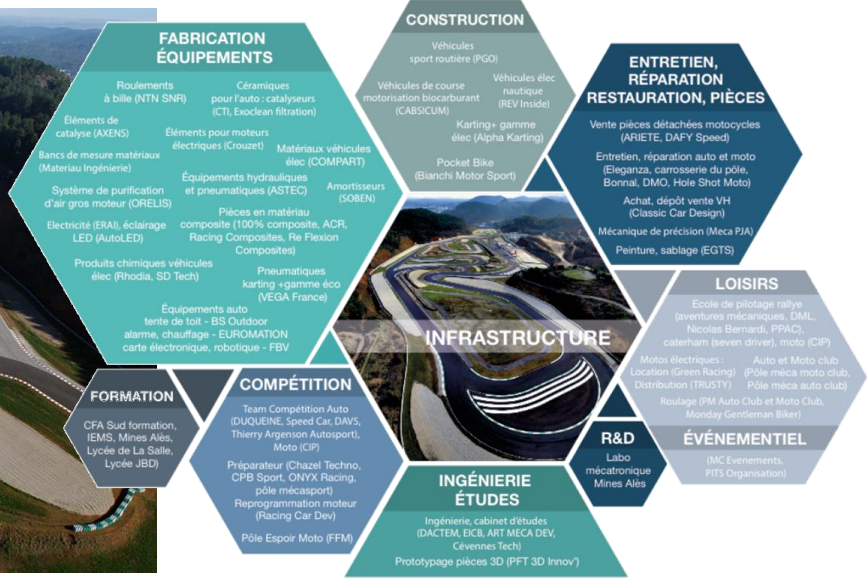 FABRICATION
ÉQUIPEMENTS
Roulements
à bille (NTN SNR)
Céramiques
pour l'auto : catalyseurs
(CTI, Exoclean filtration)
Éléments de
catalyse (AXENS)
Éléments pour moteurs
électriques (Crouzet)
Matériaux véhicules
élec (COMPART)
Bancs de mesure matériaux
(Materiau Ingénierie)
Équipements hydrauliques
et pneumatiques (ASTEC)
Amortisseurs
(SOBEN)
Système de purification
d'air gros moteur (ORELIS)
Pièces en matériau
composite (100% composite, ACR,
Racing Composites, Re Flexion
Composites)
Electricité (ERAI), éclairage
LED (AutoLED)
Produits chimiques véhicules
élec (Rhodia, SD Tech)
Pneumatiques
karting +gamme éco
(VEGA France)
Équipements auto
tente de toit - BS Outdoor
alarme, chauffage - EUROMATION
carte électronique, robotique - FBV
CONSTRUCTION
Véhicules
sport routière (PGO)
Véhicules de course
motorisation biocarburant
(CABSICUM)
Véhicules élec
nautique
(REV Inside)
Karting+ gamme
élec (Alpha Karting)
Pocket Bike
(Bianchi Motor Sport)
ENTRETIEN,
RÉPARATION
RESTAURATION, PIÈCES
Vente pièces détachées motocycles
(ARIETE, DAFY Speed)
Entretien, réparation auto et moto
(Eleganza, carrosserie du pôle,
Bonnal, DMO, Hole Shot Moto)
Achat, dépôt vente VH
(Classic Car Design)
Mécanique de précision (Meca PJA)
Peinture, sablage (EGTS)
INFRASTRUCTURE
LOISIRS
Ecole de pilotage rallye
(aventures mécaniques, DML,
Nicolas Bernardi, PPAC),
caterham (seven driver), moto (CIP)
Motos électriques :
Location (Green Racing)
Distribution (TRUSTY)
Auto et Moto club
(Pôle méca moto club,
Pôle méca auto club)
Roulage (PM Auto Club et Moto Club,
Monday Gentleman Biker)
ÉVÉNEMENTIEL
(MC Evenements,
PITS Organisation)
FORMATION
CFA Sud formation,
IEMS, Mines Alès,
Lycée de La Salle,
Lycée JBD)
COMPÉTITION
Team Compétition Auto
(DUQUEINE, Speed Car, DAVS,
Thierry Argenson Autosport),
Moto (CIP)
Préparateur (Chazel Techno,
CPB Sport, ONYX Racing,
pôle mécasport)
Reprogrammation moteur
(Racing Car Dev)
Pôle Espoir Moto (FFM)
R&D
Labo
mécatronique
Mines Alès
INGÉNIERIE
ÉTUDES
Ingénierie, cabinet d'études
(DACTEM, EICB, ART MECA DEV,
Cévennes Tech)
Prototypage pièces 3D (PFT 3D Innov')